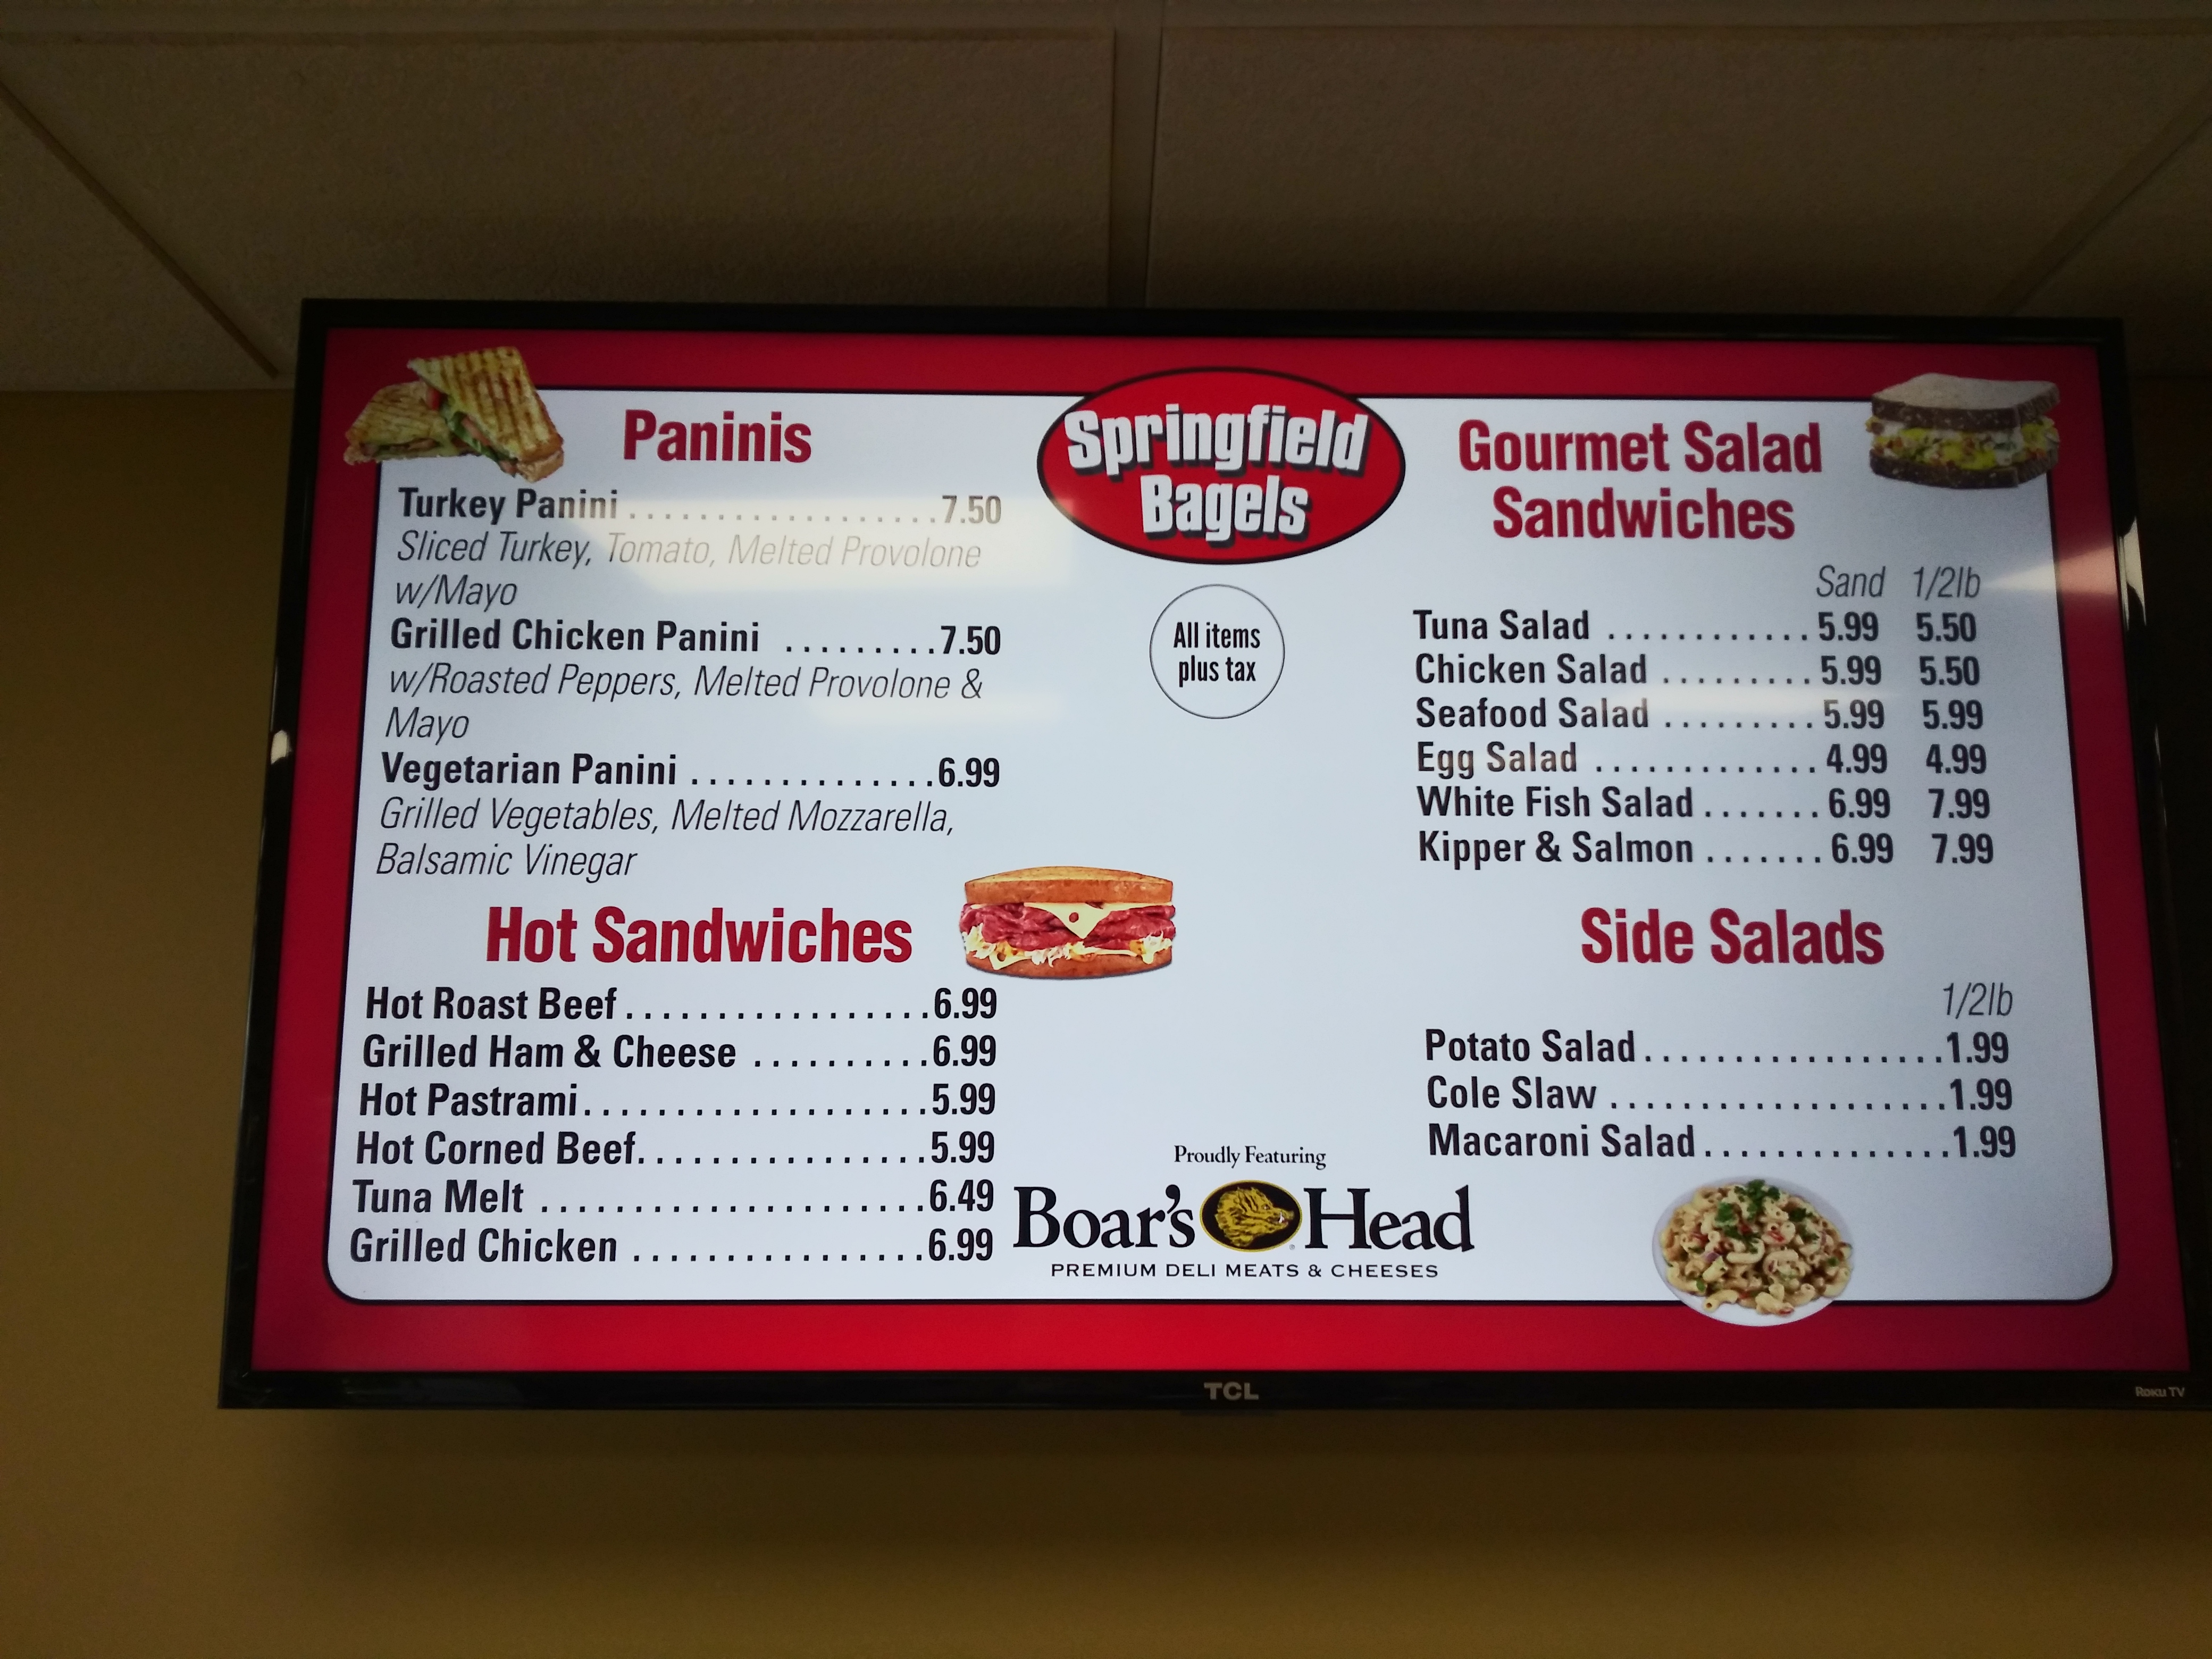 Springfield
Bagels
All items
plus tax
Paninis
Turkey Panini ................... 7.50
Sliced Turkey, Tomato, Melted Provolone
w/Mayo
Grilled Chicken Panini ......... 7.50
w/Roasted Peppers, Melted Provolone &
Mayo
Vegetarian Panini .............. 6.99
Grilled Vegetables, Melted Mozzarella,
Balsamic Vinegar
Hot Sandwiches
Hot Roast Beef ................. 6.99
Grilled Ham & Cheese .......... 6.99
Hot Pastrami ................... 5.99
Hot Corned Beef ................ 5.99
Tuna Melt ..................... 6.49
Grilled Chicken ................ 6.99
Gourmet Salad
Sandwiches
Sand 1/2lb
Tuna Salad ............ 5.99 5.50
Chicken Salad ......... 5.99 5.50
Seafood Salad ......... 5.99 5.99
Egg Salad ............. 4.99 4.99
White Fish Salad ....... 6.99 7.99
Kipper & Salmon ....... 6.99 7.99
Side Salads
1/2lb
Potato Salad ................. 1.99
Cole Slaw ................... 1.99
Macaroni Salad .............. 1.99
Proudly Featuring
Boar's Head
PREMIUM DELI MEATS & CHEESES
TCL
Roku TV